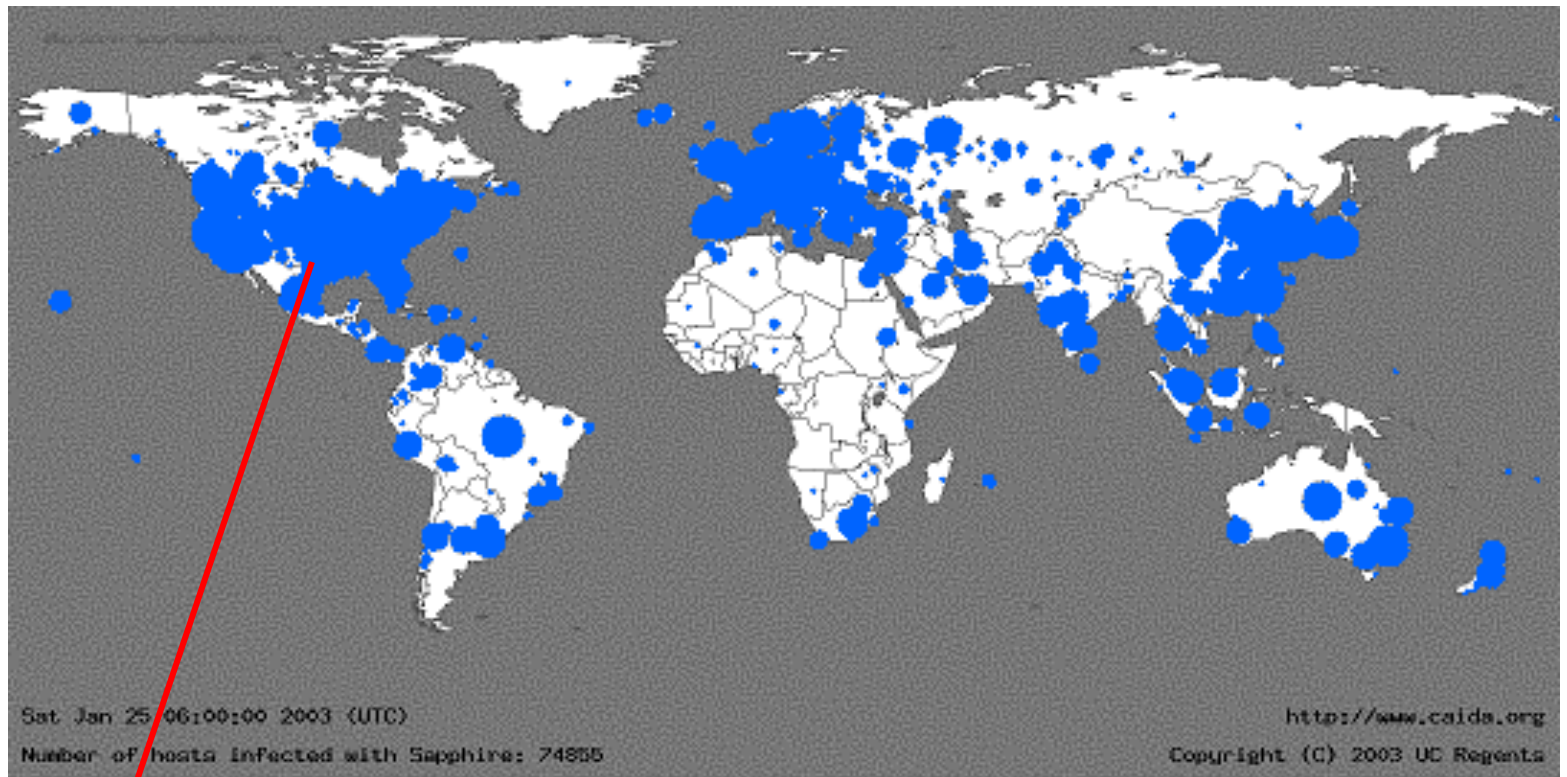 Sat Jan 25 06:00:00 2003 (UTC)
http://www.caida.org
Number of hosts infected with Sapphire: 74855
Copyright (C) 2003 UC Regents